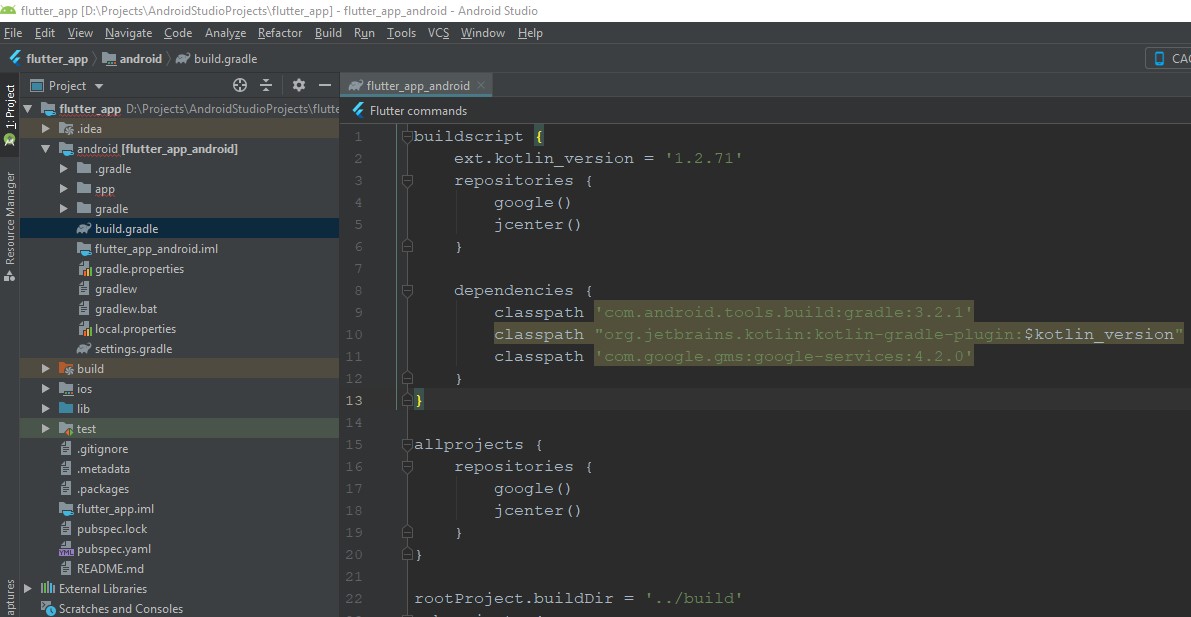 flutter_app [D:\Projects\AndroidStudioProjects\flutter_app] - flutter_app_android - Android Studio
File Edit View Navigate Code Analyze Refactor Build Run Tools VCS Window Help
flutter_app android build.gradle
Project
flutter_app_android
1: Project
Resource Manager
aptures
flutter_app D:\Projects\AndroidStudioProjects\flutte
.idea
android [flutter_app_android]
.gradle
app
gradle
build.gradle
flutter_app_android.iml
gradle.properties
gradlew
gradlew.bat
local.properties
settings.gradle
build
ios
lib
test
.gitignore
.metadata
.packages
flutter_app.iml
pubspec.lock
pubspec.yaml
README.md
External Libraries
Scratches and Consoles
Flutter commands
1 buildscript {
2 ext.kotlin_version = '1.2.71'
3 repositories {
4 google()
5 jcenter()
6 }
7
8 dependencies {
9 classpath 'com.android.tools.build:gradle:3.2.1'
10 classpath "org.jetbrains.kotlin:kotlin-gradle-plugin:$kotlin_version"
11 classpath 'com.google.gms:google-services:4.2.0'
12 }
13 }
14
15 allprojects {
16 repositories {
17 google()
18 jcenter()
19 }
20 }
21
22 rootProject.buildDir = '../build'